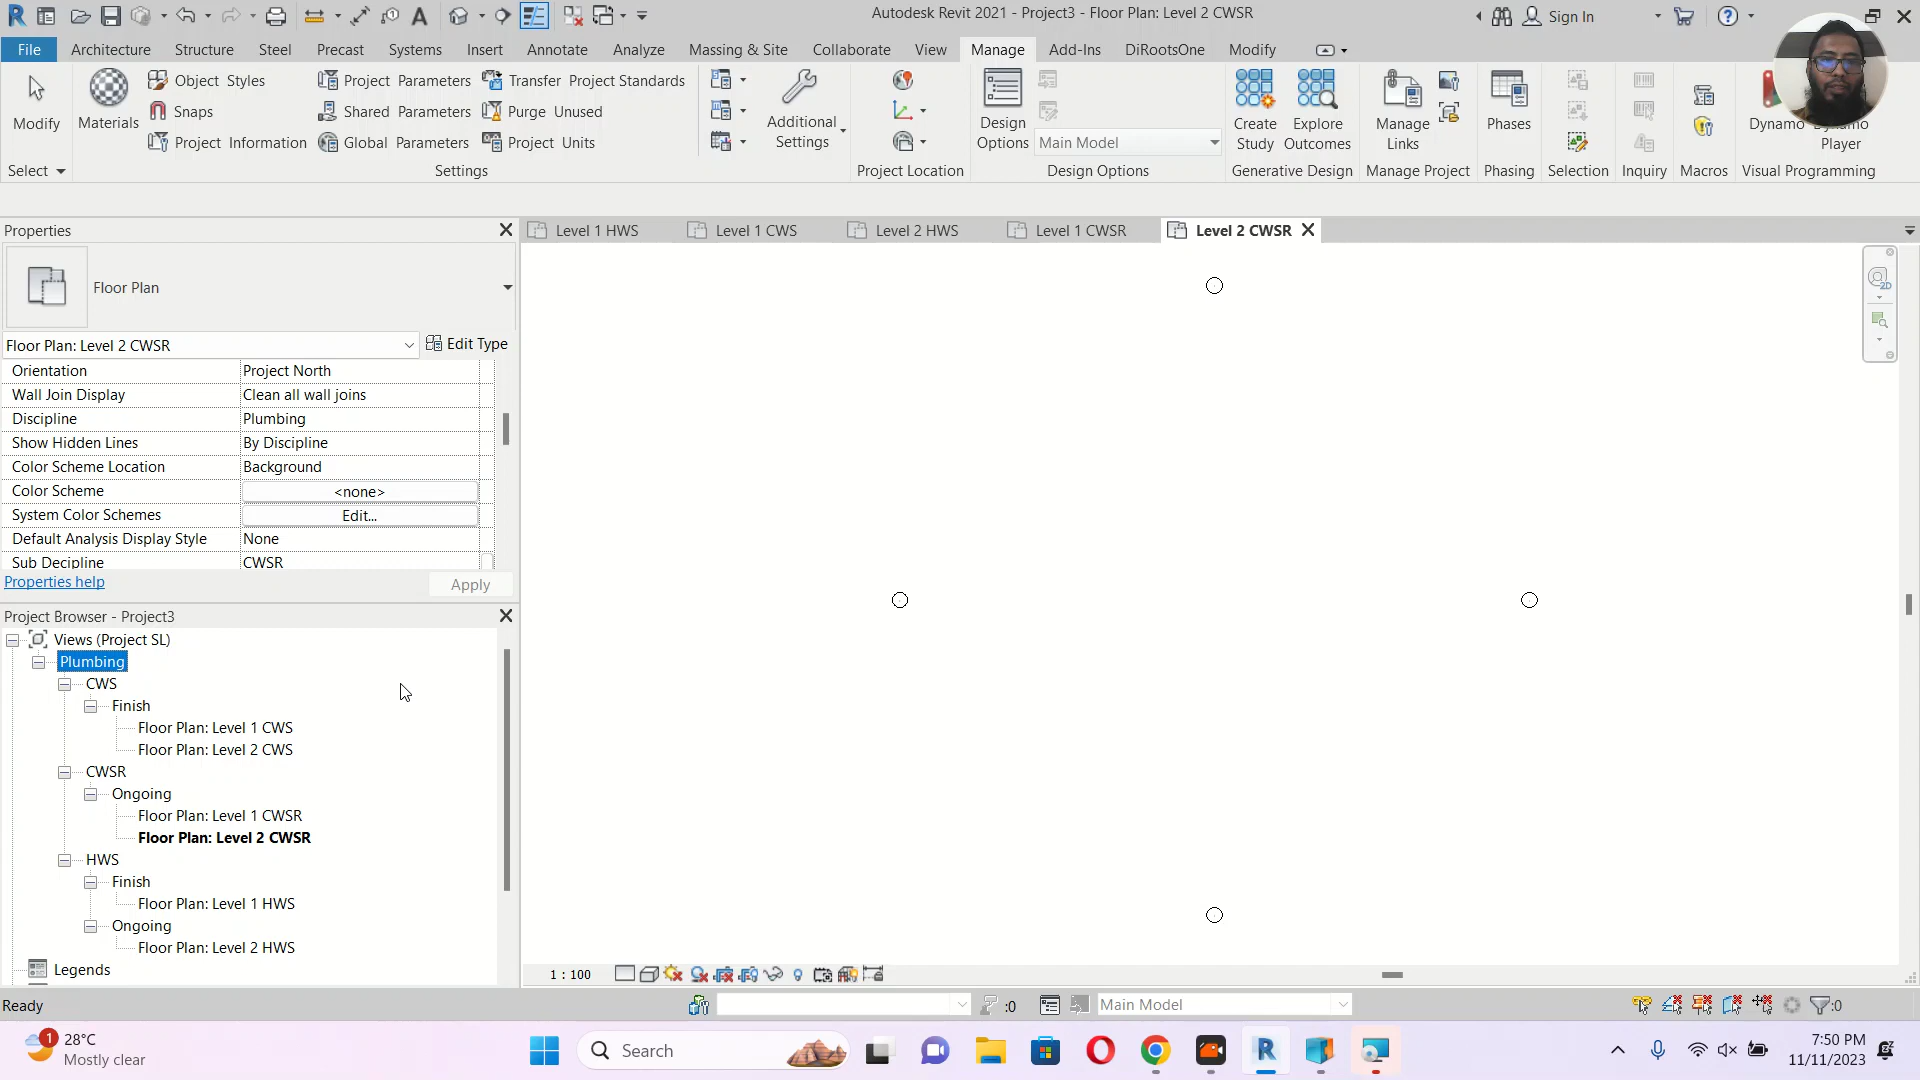 Autodesk Revit 2021 - Project3 - Floor Plan: Level 2 CWSR
Sign In
File Architecture Structure Steel Precast Systems Insert Annotate Analyze Massing & Site Collaborate View Manage Add-Ins DiRootsOne Modify
Modify
Materials
Object Styles
Snaps
Project Information
Project Parameters
Shared Parameters
Global Parameters
Transfer Project Standards
Purge Unused
Project Units
Additional Settings
Design Options
Main Model
Create Study
Explore Outcomes
Manage Links
Phases
Dynamo
Dynamo Player
Select Settings Project Location Design Options Generative Design Manage Project Phasing Selection Inquiry Macros Visual Programming
Properties
Floor Plan
Floor Plan: Level 2 CWSR
Edit Type
Orientation Project North
Wall Join Display Clean all wall joins
Discipline Plumbing
Show Hidden Lines By Discipline
Color Scheme Location Background
Color Scheme <none>
System Color Schemes Edit...
Default Analysis Display Style None
Sub Decipline CWSR
Properties help
Apply
Project Browser - Project3
Views (Project SL)
Plumbing
CWS
Finish
Floor Plan: Level 1 CWS
Floor Plan: Level 2 CWS
CWSR
Ongoing
Floor Plan: Level 1 CWSR
Floor Plan: Level 2 CWSR
HWS
Finish
Floor Plan: Level 1 HWS
Ongoing
Floor Plan: Level 2 HWS
Legends
Level 1 HWS Level 1 CWS Level 2 HWS Level 1 CWSR Level 2 CWSR
2D
1 : 100
Ready
:0
Main Model
:0
1
28°C
Mostly clear
Search
7:50 PM
11/11/2023